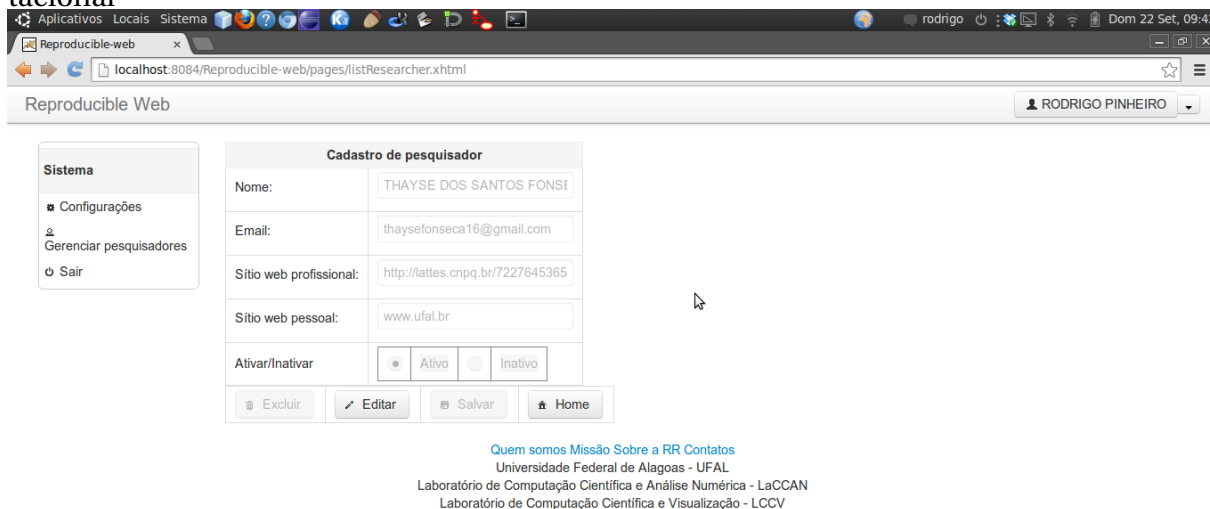 tacional
Aplicativos Locais Sistema rodrigo Dom 22 Set, 09:4
Reproducible-web
localhost:8084/Reproducible-web/pages/listResearcher.xhtml
Reproducible Web RODRIGO PINHEIRO
Sistema
Configurações
Gerenciar pesquisadores
Sair
Cadastro de pesquisador
Nome: THAYSE DOS SANTOS FONSE
Email: thaysefonseca16@gmail.com
Sítio web profissional: http://lattes.cnpq.br/7227645365
Sítio web pessoal: www.ufal.br
Ativar/Inativar Ativo Inativo
Excluir Editar Salvar Home
Quem somos Missão Sobre a RR Contatos
Universidade Federal de Alagoas - UFAL
Laboratório de Computação Científica e Análise Numérica - LaCCAN
Laboratório de Computação Científica e Visualização - LCCV